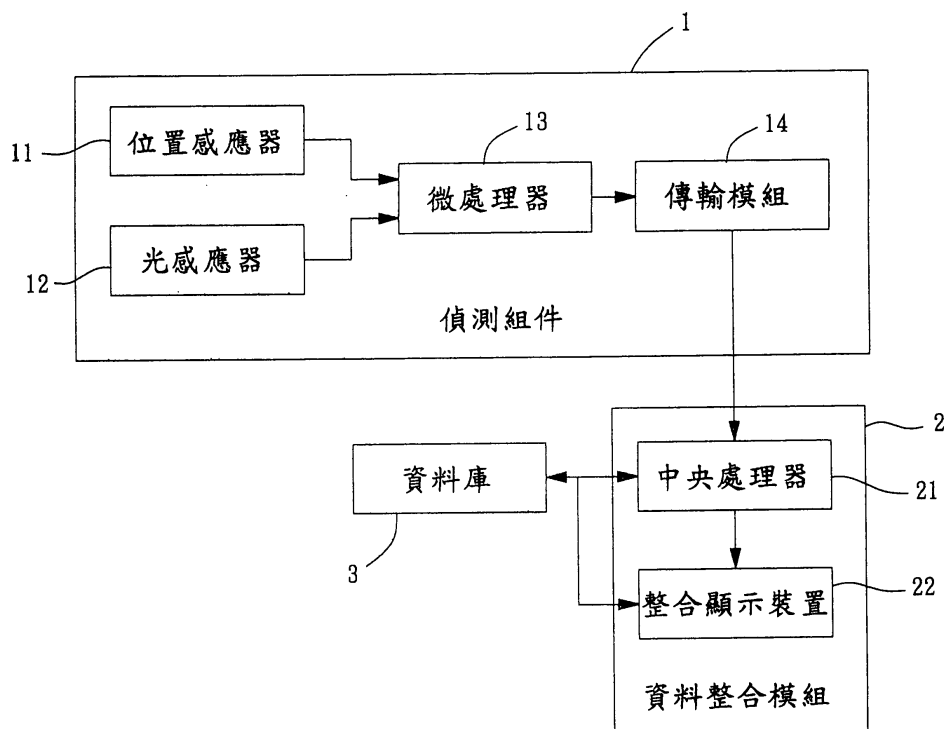 1
11
位置感應器
13
14
微處理器
傳輸模組
12
光感應器
偵測組件
2
資料庫
中央處理器
21
3
整合顯示裝置
22
資料整合模組